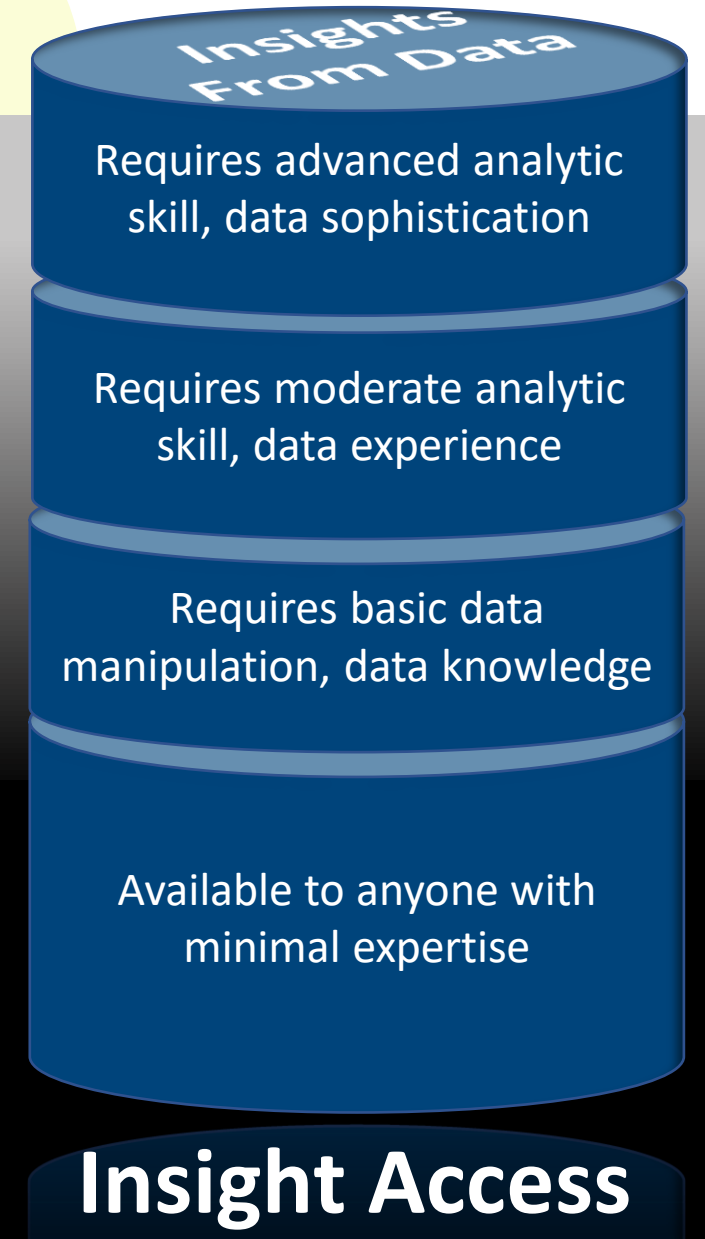 Insights
From Data
Requires advanced analytic
skill, data sophistication
Requires moderate analytic
skill, data experience
Requires basic data
manipulation, data knowledge
Available to anyone with
minimal expertise
Insight Access